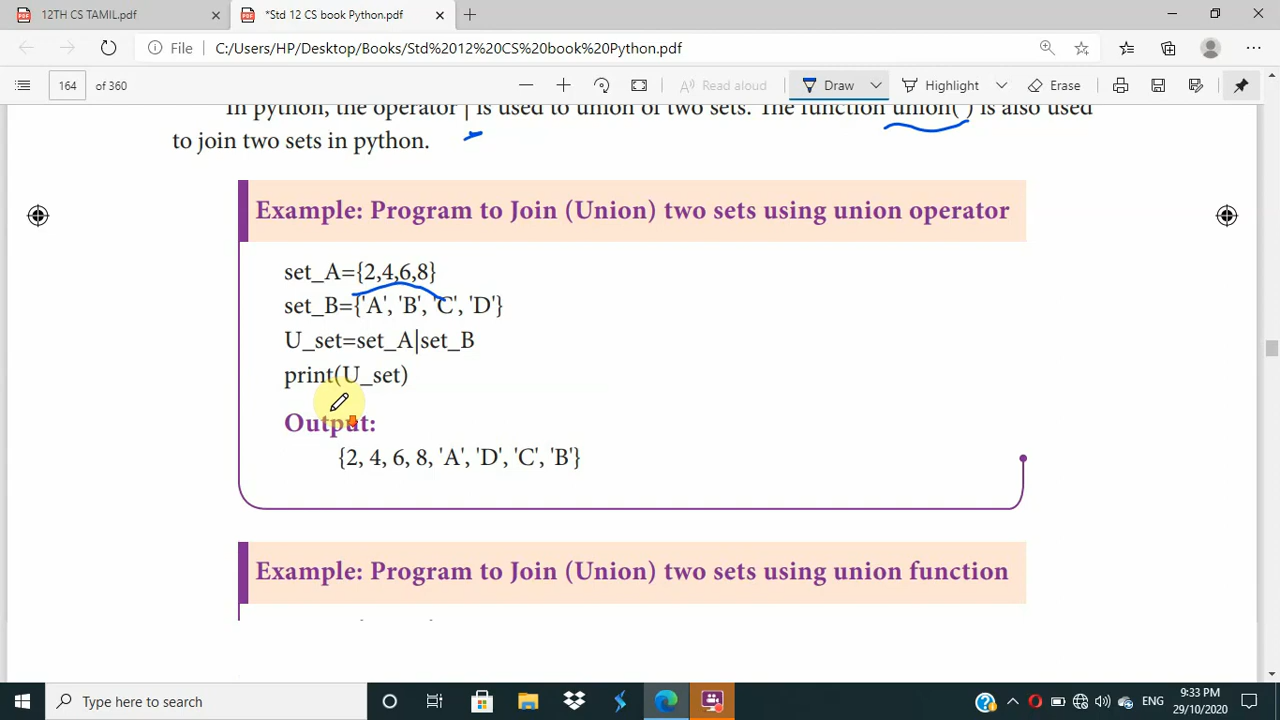 12TH CS TAMIL.pdf
*Std 12 CS book Python.pdf
File
C:/Users/HP/Desktop/Books/Std%2012%20CS%20book%20Python.pdf
164 of 360
Read aloud
Draw
Highlight
Erase
In python, the operator | is used to union of two sets. The function union( ) is also used
to join two sets in python.
Example: Program to Join (Union) two sets using union operator
set_A={2,4,6,8}
set_B={'A', 'B', 'C', 'D'}
U_set=set_A|set_B
print(U_set)
Output:
{2, 4, 6, 8, 'A', 'D', 'C', 'B'}
Example: Program to Join (Union) two sets using union function
Type here to search
ENG
9:33 PM
29/10/2020